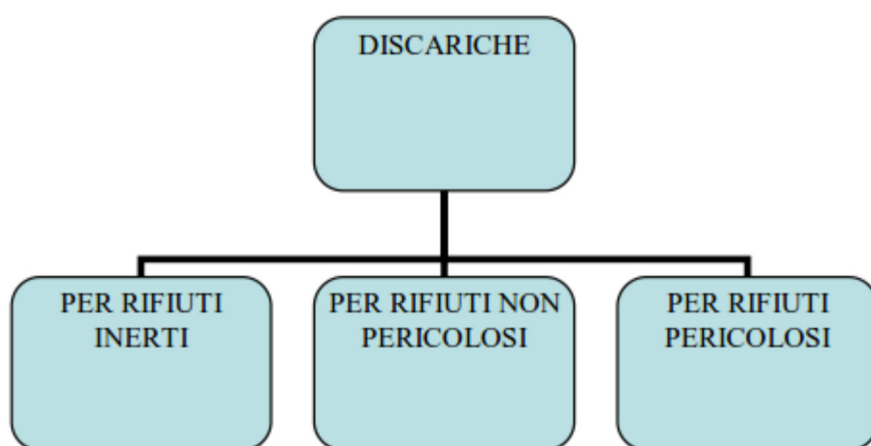 DISCARICHE
PER RIFIUTI
INERTI
PER RIFIUTI NON
PERICOLOSI
PER RIFIUTI
PERICOLOSI